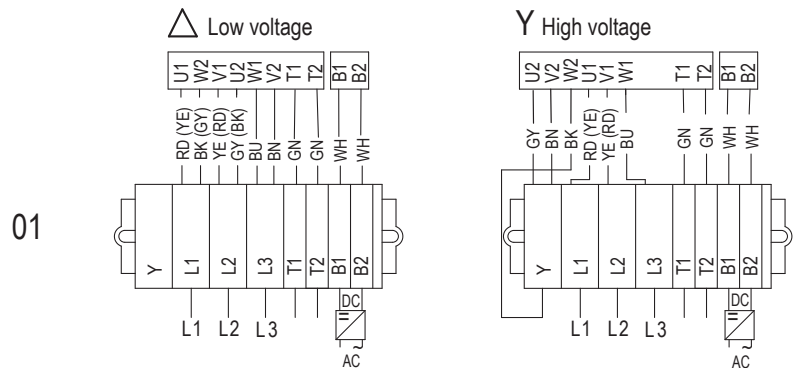 △ Low voltage
U1 W2 V1 U2 W1 V2 T1 T2 B1 B2
RD (YE) BK (GY) YE (RD) GY (BK) BU BN GN GN WH WH
Y L1 L2 L3 T1 T2 B1 B2
L1 L2 L3
DC
AC
Y High voltage
U2 V2 W2 U1 V1 W1 T1 T2 B1 B2
GY BN BK RD (YE) YE (RD) BU GN GN WH WH
Y L1 L2 L3 T1 T2 B1 B2
L1 L2 L3
DC
AC
01